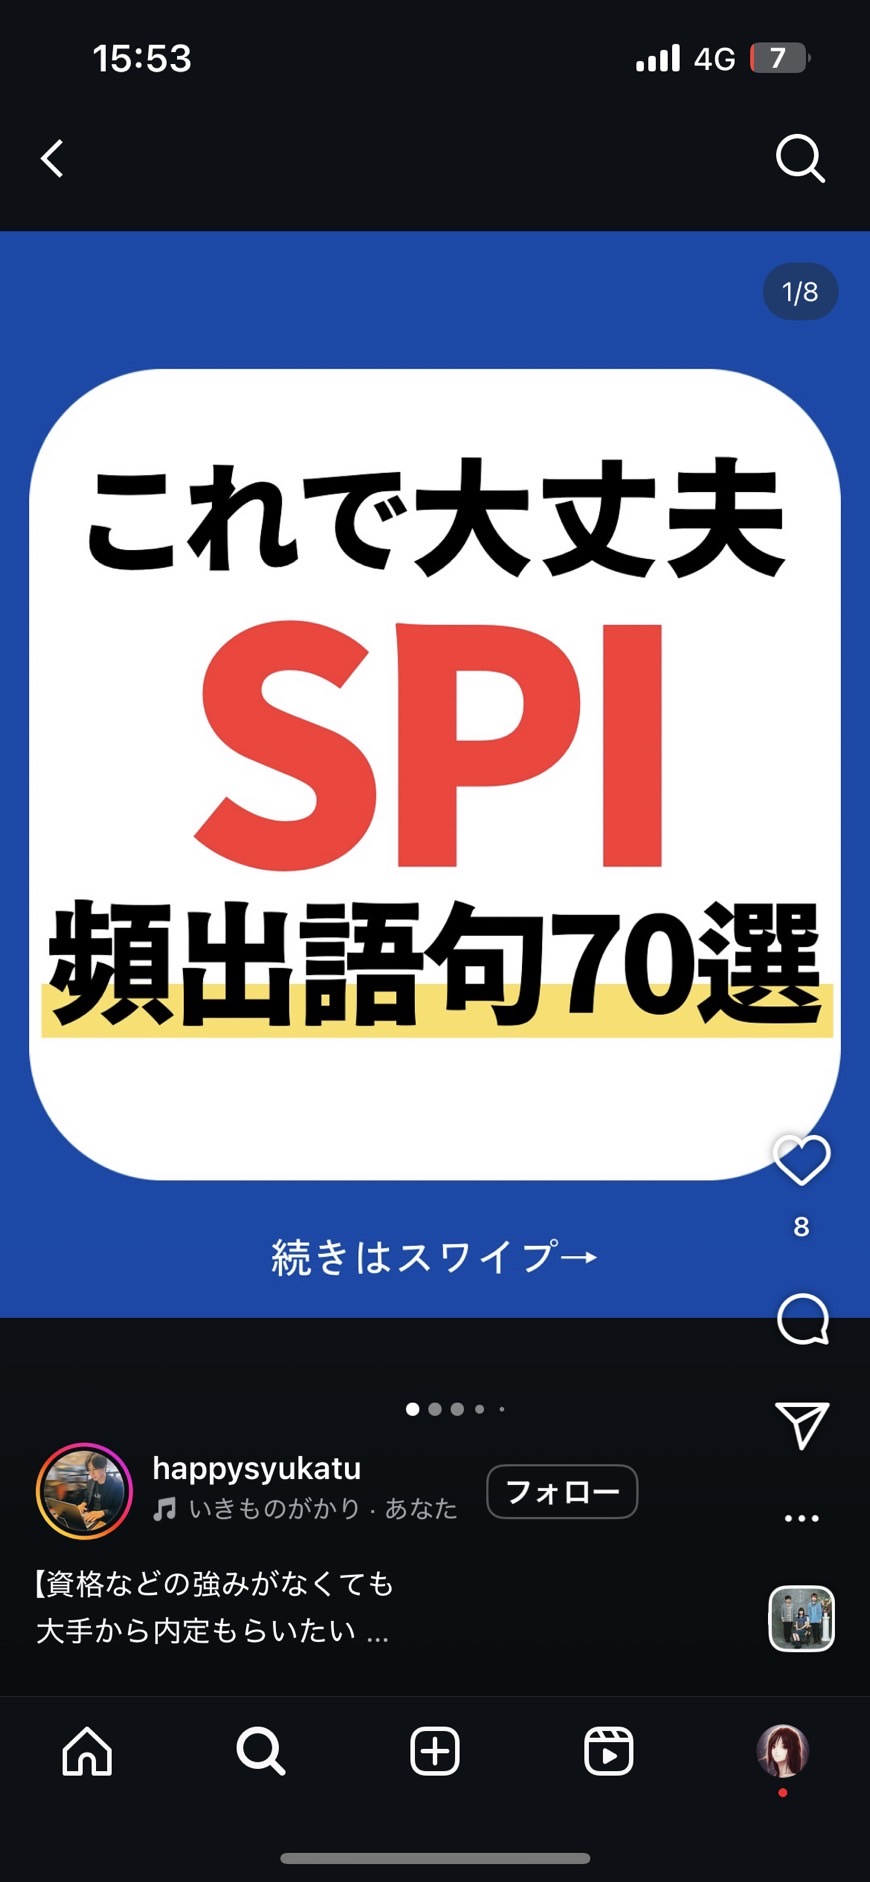 15:53
4G
7
1/8
これで大丈夫
SPI
頻出語句70選
続きはスワイプ→
8
happysyukatu
いきものがかり · あなた
フォロー
【資格などの強みがなくても
大手から内定もらいたい ...